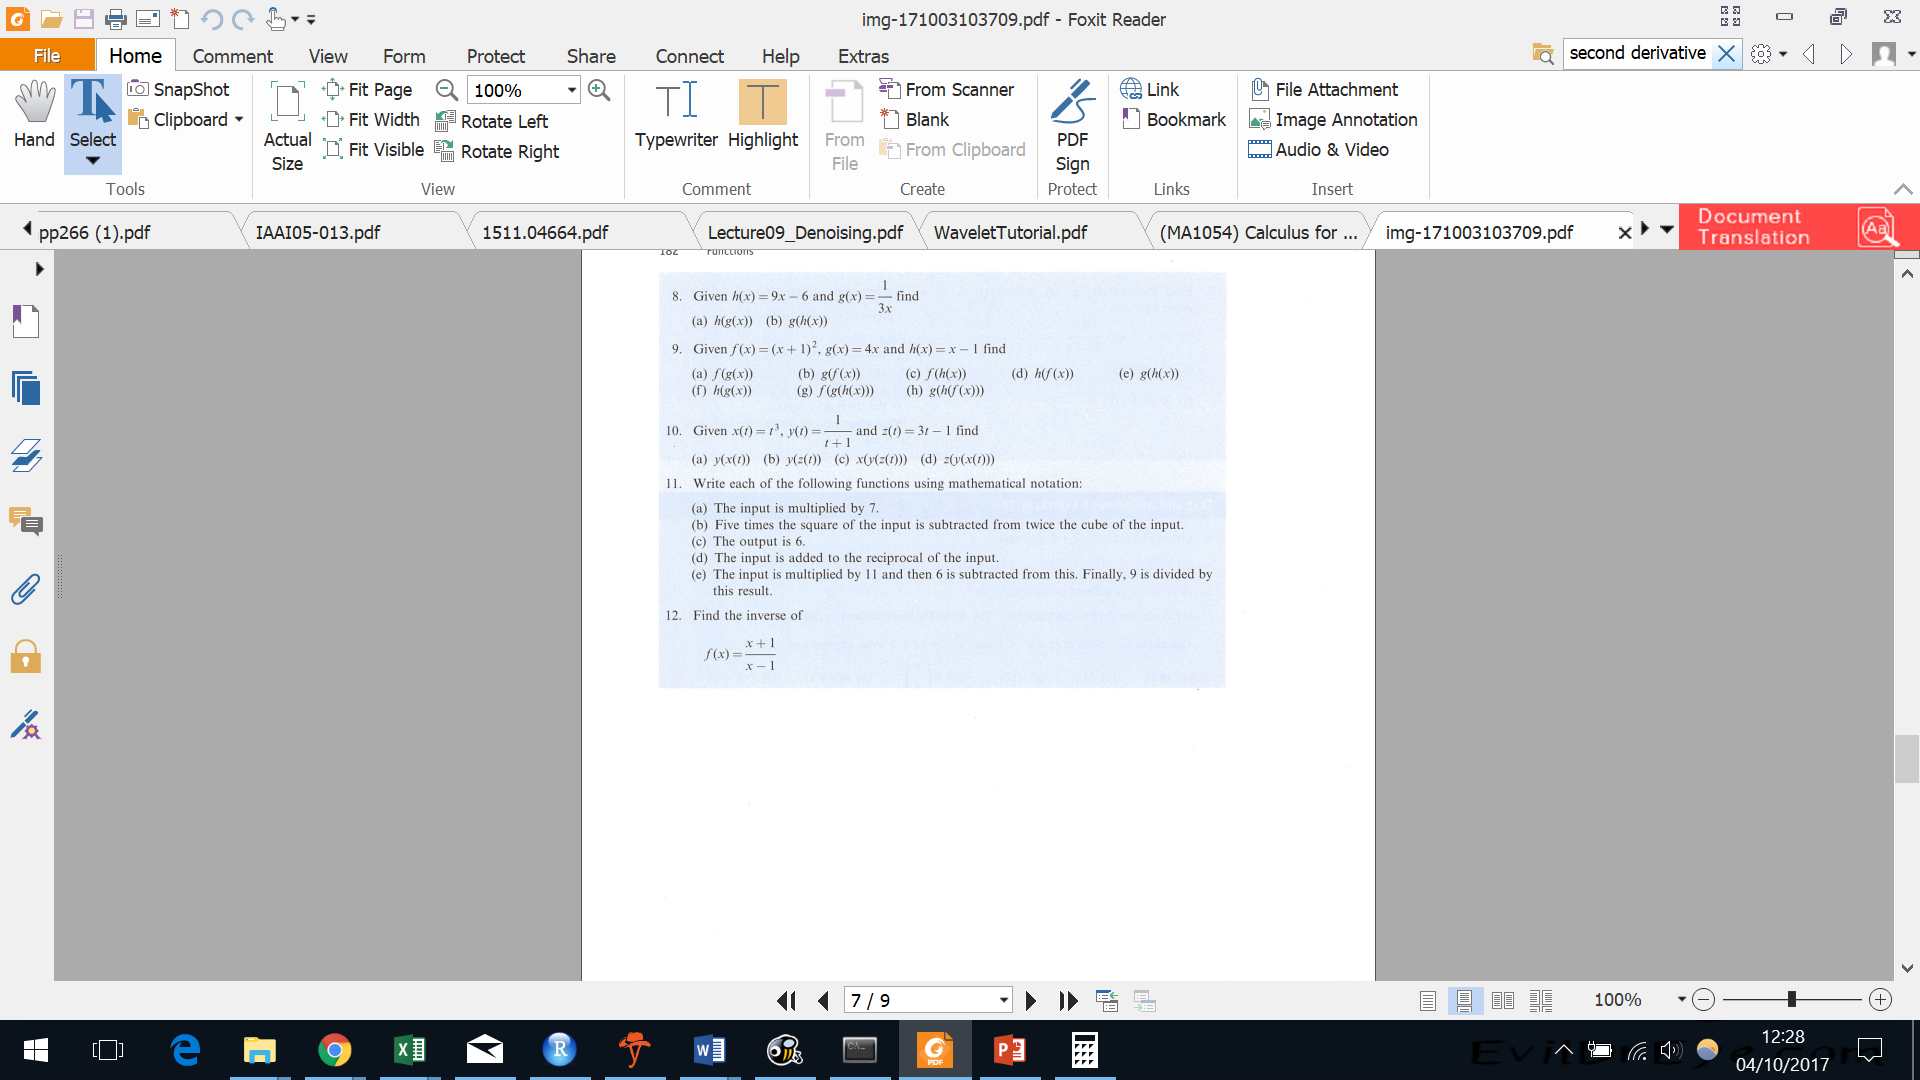 img-171003103709.pdf - Foxit Reader
File Home Comment View Form Protect Share Connect Help Extras second derivative
Hand
Select
SnapShot
Clipboard
Tools
Actual Size
Fit Page
Fit Width
Fit Visible
100%
Rotate Left
Rotate Right
View
Typewriter
Highlight
Comment
From File
From Scanner
Blank
From Clipboard
Create
PDF Sign
Protect
Link
Bookmark
Links
File Attachment
Image Annotation
Audio & Video
Insert
pp266 (1).pdf IAAI05-013.pdf 1511.04664.pdf Lecture09_Denoising.pdf WaveletTutorial.pdf (MA1054) Calculus for ... img-171003103709.pdf
Document Translation
182 Functions
8. Given h(x) = 9x − 6 and g(x) = 1/3x find
(a) h(g(x)) (b) g(h(x))
9. Given f(x) = (x + 1)², g(x) = 4x and h(x) = x − 1 find
(a) f(g(x)) (b) g(f(x)) (c) f(h(x)) (d) h(f(x)) (e) g(h(x))
(f) h(g(x)) (g) f(g(h(x))) (h) g(h(f(x)))
10. Given x(t) = t³, y(t) = 1/t + 1 and z(t) = 3t − 1 find
(a) y(x(t)) (b) y(z(t)) (c) x(y(z(t))) (d) z(y(x(t)))
11. Write each of the following functions using mathematical notation:
(a) The input is multiplied by 7.
(b) Five times the square of the input is subtracted from twice the cube of the input.
(c) The output is 6.
(d) The input is added to the reciprocal of the input.
(e) The input is multiplied by 11 and then 6 is subtracted from this. Finally, 9 is divided by
this result.
12. Find the inverse of
f(x) = x + 1/x − 1
7 / 9
100%
12:28
04/10/2017